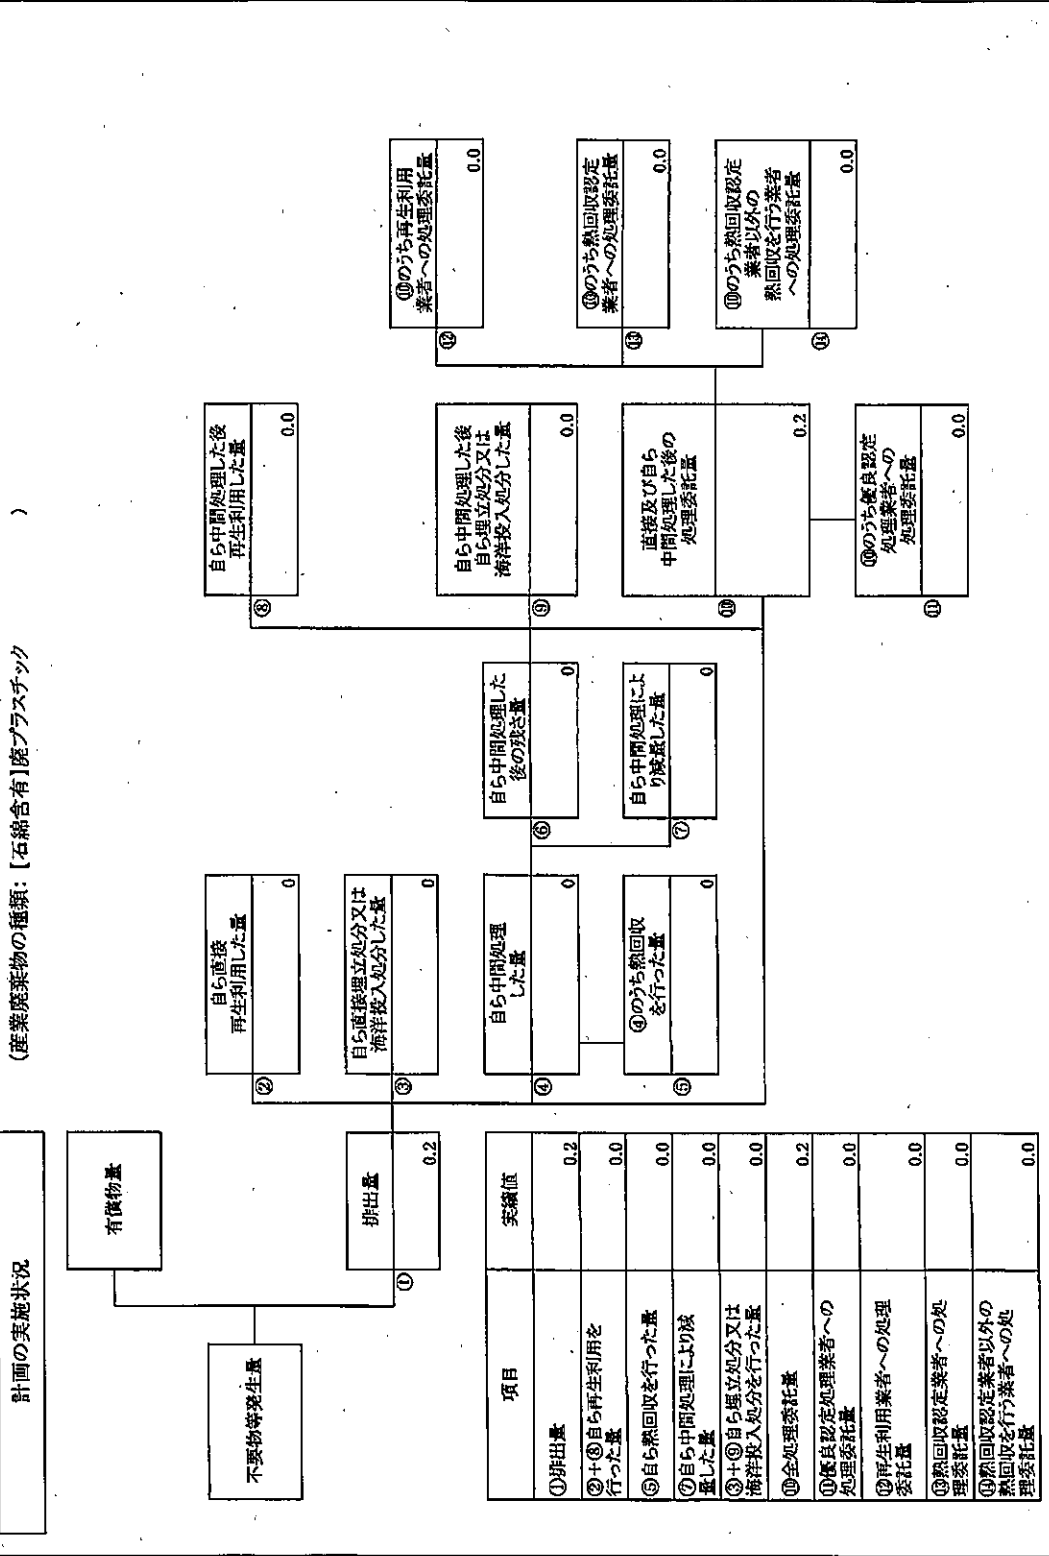 計画の実施状況
(産業廃棄物の種類：[石綿含有]廃プラスチック
)
不要物等発生量
有償物量
①
排出量
0.2
②
自ら直接
再生利用した量
0
③
自ら直接埋立処分又は
海洋投入処分した量
0
④
自ら中間処理
した量
0
⑤
④のうち熱回収
を行った量
0
⑥
自ら中間処理した
後の残さ量
0
⑦
自ら中間処理によ
り減量した量
0
⑧
自ら中間処理した後
再生利用した量
0.0
⑨
自ら中間処理した後
自ら埋立処分又は
海洋投入処分した量
0.0
⑩
直接及び自ら
中間処理した後の
処理委託量
0.2
⑪
⑩のうち優良認定
処理業者への
処理委託量
0.0
⑫
⑩のうち再生利用
業者への処理委託量
0.0
⑬
⑩のうち熱回収認定
業者への処理委託量
0.0
⑭
⑩のうち熱回収認定
業者以外の
熱回収を行う業者
への処理委託量
0.0
項目
実績値
①排出量
0.2
②+⑧自ら再生利用を
行った量
0.0
⑤自ら熱回収を行った量
0.0
⑦自ら中間処理により減
量した量
0.0
③+⑨自ら埋立処分又は
海洋投入処分を行った量
0.0
⑩全処理委託量
0.2
⑪優良認定処理業者への
処理委託量
0.0
⑫再生利用業者への処理
委託量
0.0
⑬熱回収認定業者への処
理委託量
0.0
⑭熱回収認定業者以外の
熱回収を行う業者への処
理委託量
0.0